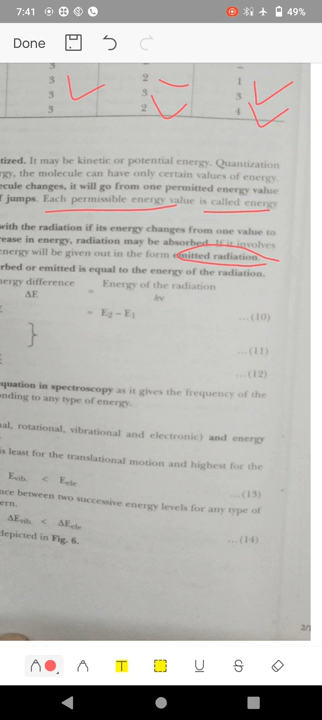 7:41
49%
Done
3
3 2 1
3 3 3
3 2 4
tized. It may be kinetic or potential energy. Quantization
rgy, the molecule can have only certain values of energy.
ecule changes, it will go from one permitted energy value
f jumps. Each permissible energy value is called energy
with the radiation if its energy changes from one value to
rease in energy, radiation may be absorbed. If it involves
energy will be given out in the form emitted radiation.
rbed or emitted is equal to the energy of the radiation.
nergy difference = Energy of the radiation
ΔE hv
= E2 – E1 ...(10)
} ...(11)
...(12)
quation in spectroscopy as it gives the frequency of the
onding to any type of energy.
nal, rotational, vibrational and electronic) and energy
is least for the translational motion and highest for the
Evib. < Eele ...(13)
nce between two successive energy levels for any type of
ern.
ΔEvib. < ΔEele ...(14)
depicted in Fig. 6.
2/
T U S